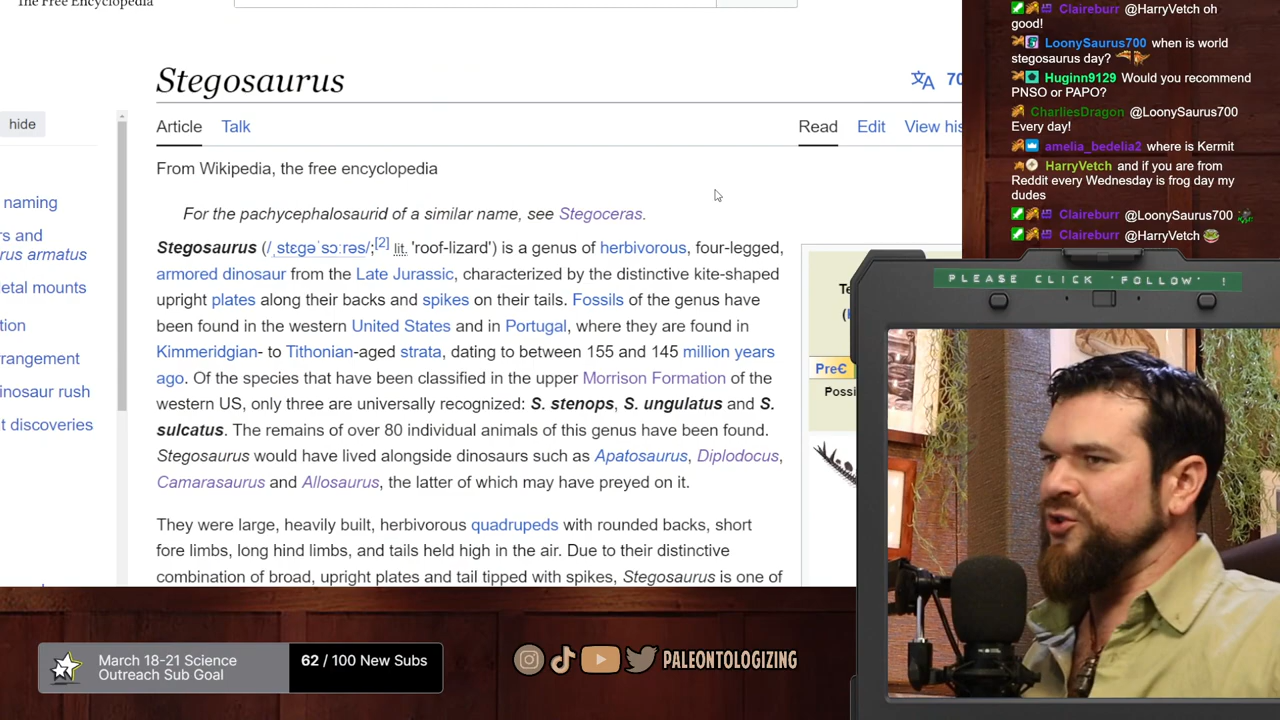 The Free Encyclopedia
Stegosaurus
70
hide
Article
Talk
Read
Edit
View his
From Wikipedia, the free encyclopedia
For the pachycephalosaurid of a similar name, see Stegoceras.
Stegosaurus (/ˌstɛɡəˈsɔːrəs/;[2] lit. 'roof-lizard') is a genus of herbivorous, four-legged,
armored dinosaur from the Late Jurassic, characterized by the distinctive kite-shaped
upright plates along their backs and spikes on their tails. Fossils of the genus have
been found in the western United States and in Portugal, where they are found in
Kimmeridgian- to Tithonian-aged strata, dating to between 155 and 145 million years
ago. Of the species that have been classified in the upper Morrison Formation of the
western US, only three are universally recognized: S. stenops, S. ungulatus and S.
sulcatus. The remains of over 80 individual animals of this genus have been found.
Stegosaurus would have lived alongside dinosaurs such as Apatosaurus, Diplodocus,
Camarasaurus and Allosaurus, the latter of which may have preyed on it.
They were large, heavily built, herbivorous quadrupeds with rounded backs, short
fore limbs, long hind limbs, and tails held high in the air. Due to their distinctive
combination of broad, upright plates and tail tipped with spikes, Stegosaurus is one of
naming
rs and
rus armatus
etal mounts
tion
rrangement
inosaur rush
t discoveries
Te
(
PreЄ
Possi
Claireburr @HarryVetch oh
good!
LoonySaurus700 when is world
stegosaurus day?
Huginn9129 Would you recommend
PNSO or PAPO?
CharliesDragon @LoonySaurus700
Every day!
amelia_bedelia2 where is Kermit
HarryVetch and if you are from
Reddit every Wednesday is frog day my
dudes
Claireburr @LoonySaurus700
Claireburr @HarryVetch
PLEASE CLICK 'FOLLOW' !
March 18-21 Science
Outreach Sub Goal
62 / 100 New Subs
PALEONTOLOGIZING